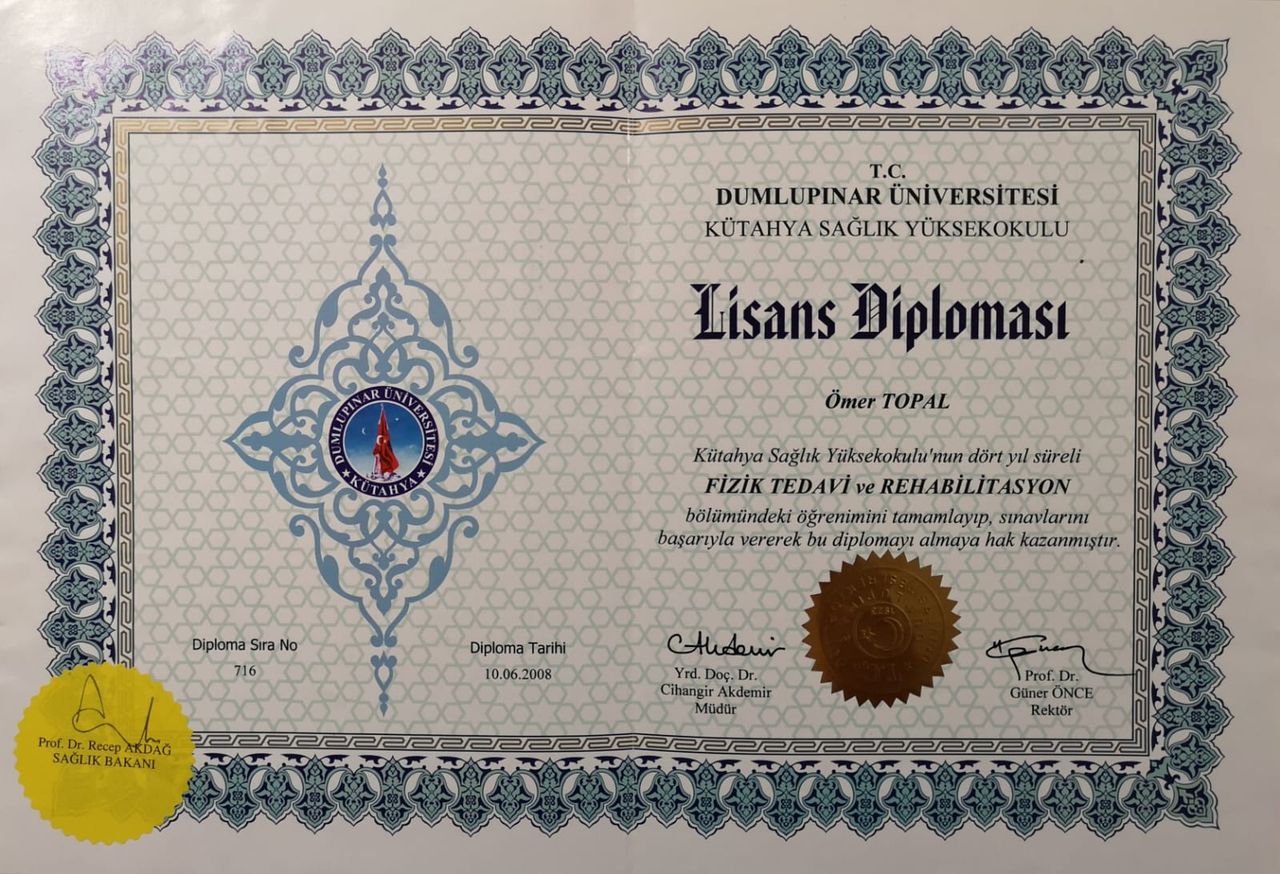 T.C.
DUMLUPINAR ÜNİVERSİTESİ
KÜTAHYA SAĞLIK YÜKSEKOKULU
Lisans Diploması
Ömer TOPAL
Kütahya Sağlık Yüksekokulu'nun dört yıl süreli
FİZİK TEDAVİ ve REHABİLİTASYON
bölümündeki öğrenimini tamamlayıp, sınavlarını
başarıyla vererek bu diplomayı almaya hak kazanmıştır.
DUMLUPINAR ÜNİVERSİTESİ
KÜTAHYA
Diploma Sıra No
716
Diploma Tarihi
10.06.2008
Yrd. Doç. Dr.
Cihangir Akdemir
Müdür
Prof. Dr.
Güner ÖNCE
Rektör
Prof. Dr. Recep AKDAĞ
SAĞLIK BAKANI